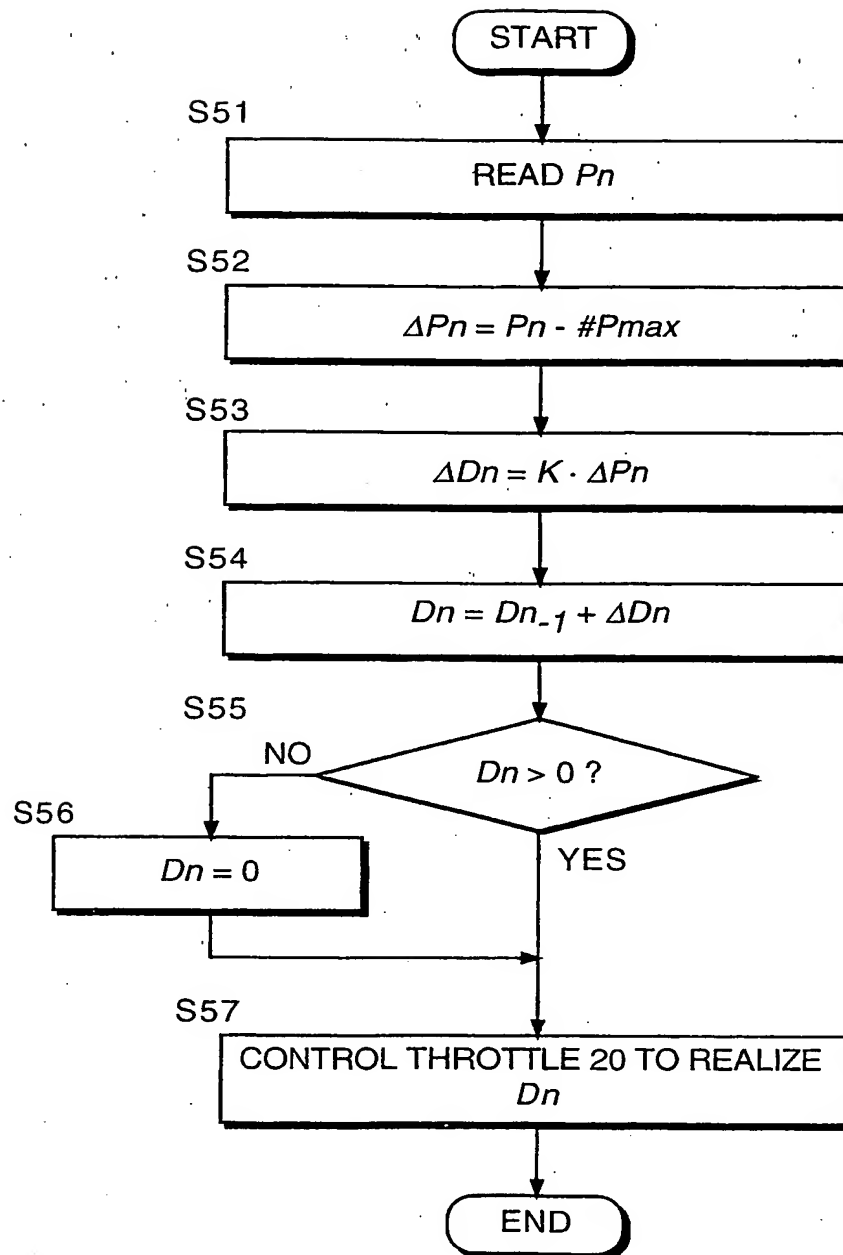 START
S51
READ Pn
S52
ΔPn = Pn - #Pmax
S53
ΔDn = K · ΔPn
S54
Dn = Dn-1 + ΔDn
S55
NO
Dn > 0 ?
S56
Dn = 0
YES
S57
CONTROL THROTTLE 20 TO REALIZE
Dn
END